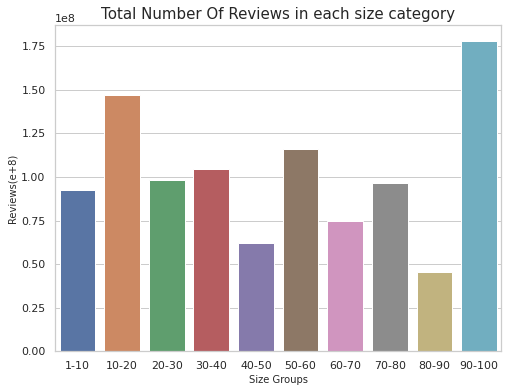 Total Number Of Reviews in each size category
1e8
1.75
1.50
1.25
1.00
0.75
0.50
0.25
0.00
Reviews(e+8)
1-10 10-20 20-30 30-40 40-50 50-60 60-70 70-80 80-90 90-100
Size Groups